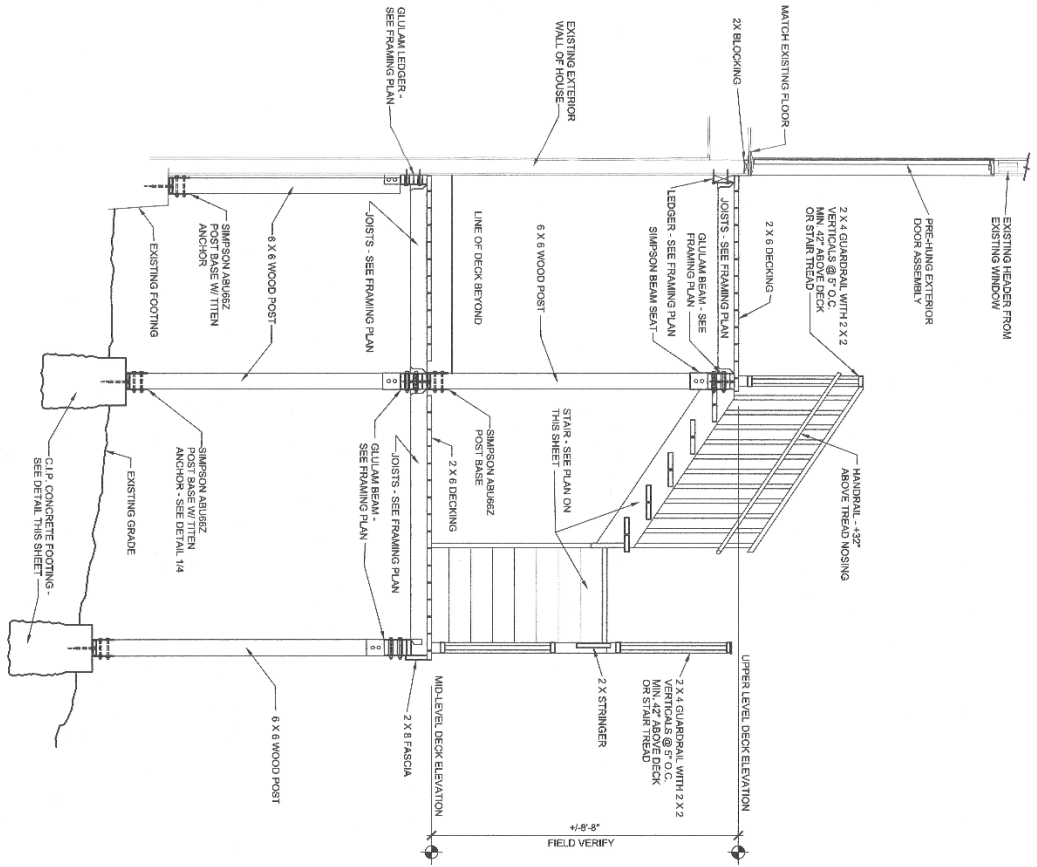 EXISTING HEADER FROM
EXISTING WINDOW
PRE-HUNG EXTERIOR
DOOR ASSEMBLY
2 X 4 GUARDRAIL WITH 2 X 2
VERTICALS @ 5" O.C.
MIN. 42" ABOVE DECK
OR STAIR TREAD
HANDRAIL - +32"
ABOVE TREAD NOSING
MATCH EXISTING FLOOR
2X BLOCKING
2 X 6 DECKING
JOISTS - SEE FRAMING PLAN
GLULAM BEAM - SEE
FRAMING PLAN
LEDGER - SEE FRAMING PLAN
SIMPSON BEAM SEAT
UPPER LEVEL DECK ELEVATION
2 X 4 GUARDRAIL WITH 2 X 2
VERTICALS @ 5" O.C.
MIN. 42" ABOVE DECK
OR STAIR TREAD
2 X STRINGER
EXISTING EXTERIOR
WALL OF HOUSE
6 X 6 WOOD POST
STAIR - SEE PLAN ON
THIS SHEET
+/-8'-8"
FIELD VERIFY
LINE OF DECK BEYOND
SIMPSON ABU66Z
POST BASE
2 X 6 DECKING
MID-LEVEL DECK ELEVATION
GLULAM LEDGER -
SEE FRAMING PLAN
JOISTS - SEE FRAMING PLAN
JOISTS - SEE FRAMING PLAN
GLULAM BEAM -
SEE FRAMING PLAN
2 X 8 FASCIA
6 X 6 WOOD POST
SIMPSON ABU66Z
POST BASE W/ TITEN
ANCHOR
EXISTING FOOTING
SIMPSON ABU66Z
POST BASE W/ TITEN
ANCHOR - SEE DETAIL 1/4
6 X 6 WOOD POST
EXISTING GRADE
C.I.P. CONCRETE FOOTING -
SEE DETAIL THIS SHEET